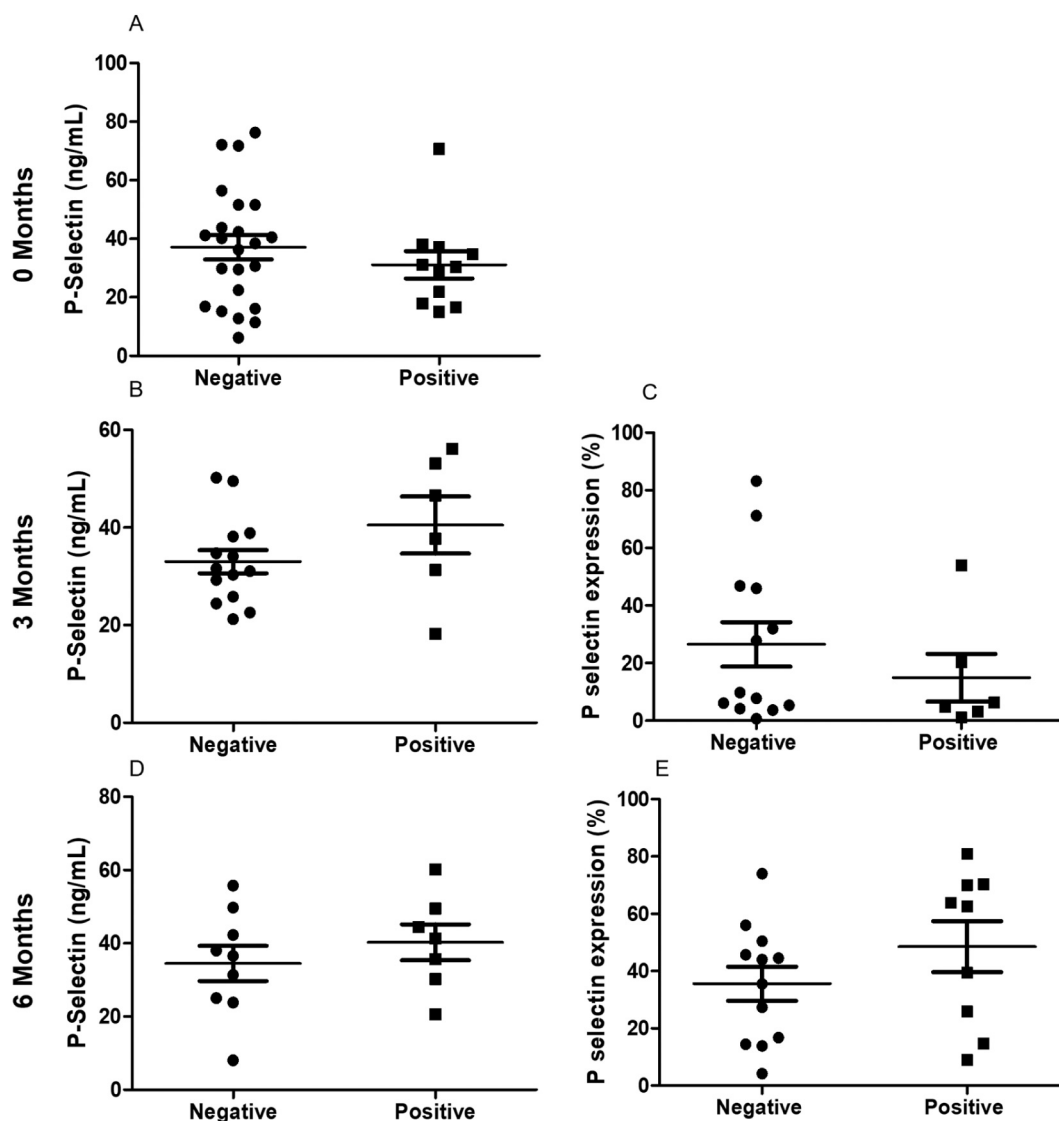 A
0 Months
P-Selectin (ng/mL)
100
80
60
40
20
0
Negative Positive
B
3 Months
P-Selectin (ng/mL)
60
40
20
0
Negative Positive
C
P selectin expression (%)
100
80
60
40
20
0
Negative Positive
D
6 Months
P-Selectin (ng/mL)
80
60
40
20
0
Negative Positive
E
P selectin expression (%)
100
80
60
40
20
0
Negative Positive